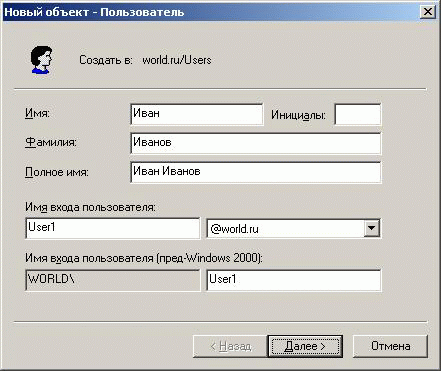 Новый объект - Пользователь
Создать в: world.ru/Users
Имя: Иван Инициалы:
Фамилия: Иванов
Полное имя: Иван Иванов
Имя входа пользователя:
User1 @world.ru
Имя входа пользователя (пред-Windows 2000):
WORLD\ User1
< Назад Далее > Отмена